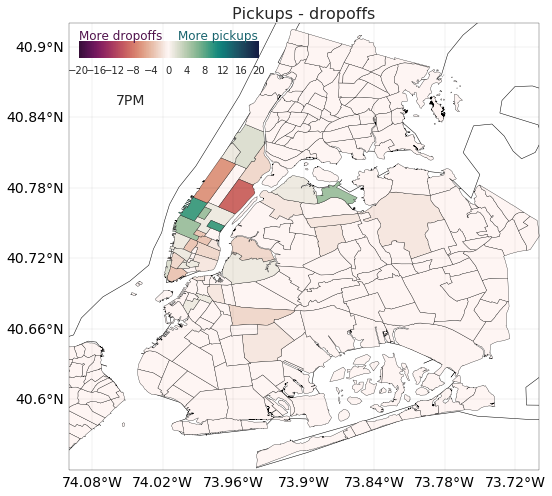 Pickups - dropoffs
More dropoffs More pickups
−20 −16 −12 −8 −4 0 4 8 12 16 20
7PM
40.9°N
40.84°N
40.78°N
40.72°N
40.66°N
40.6°N
74.08°W 74.02°W 73.96°W 73.9°W 73.84°W 73.78°W 73.72°W